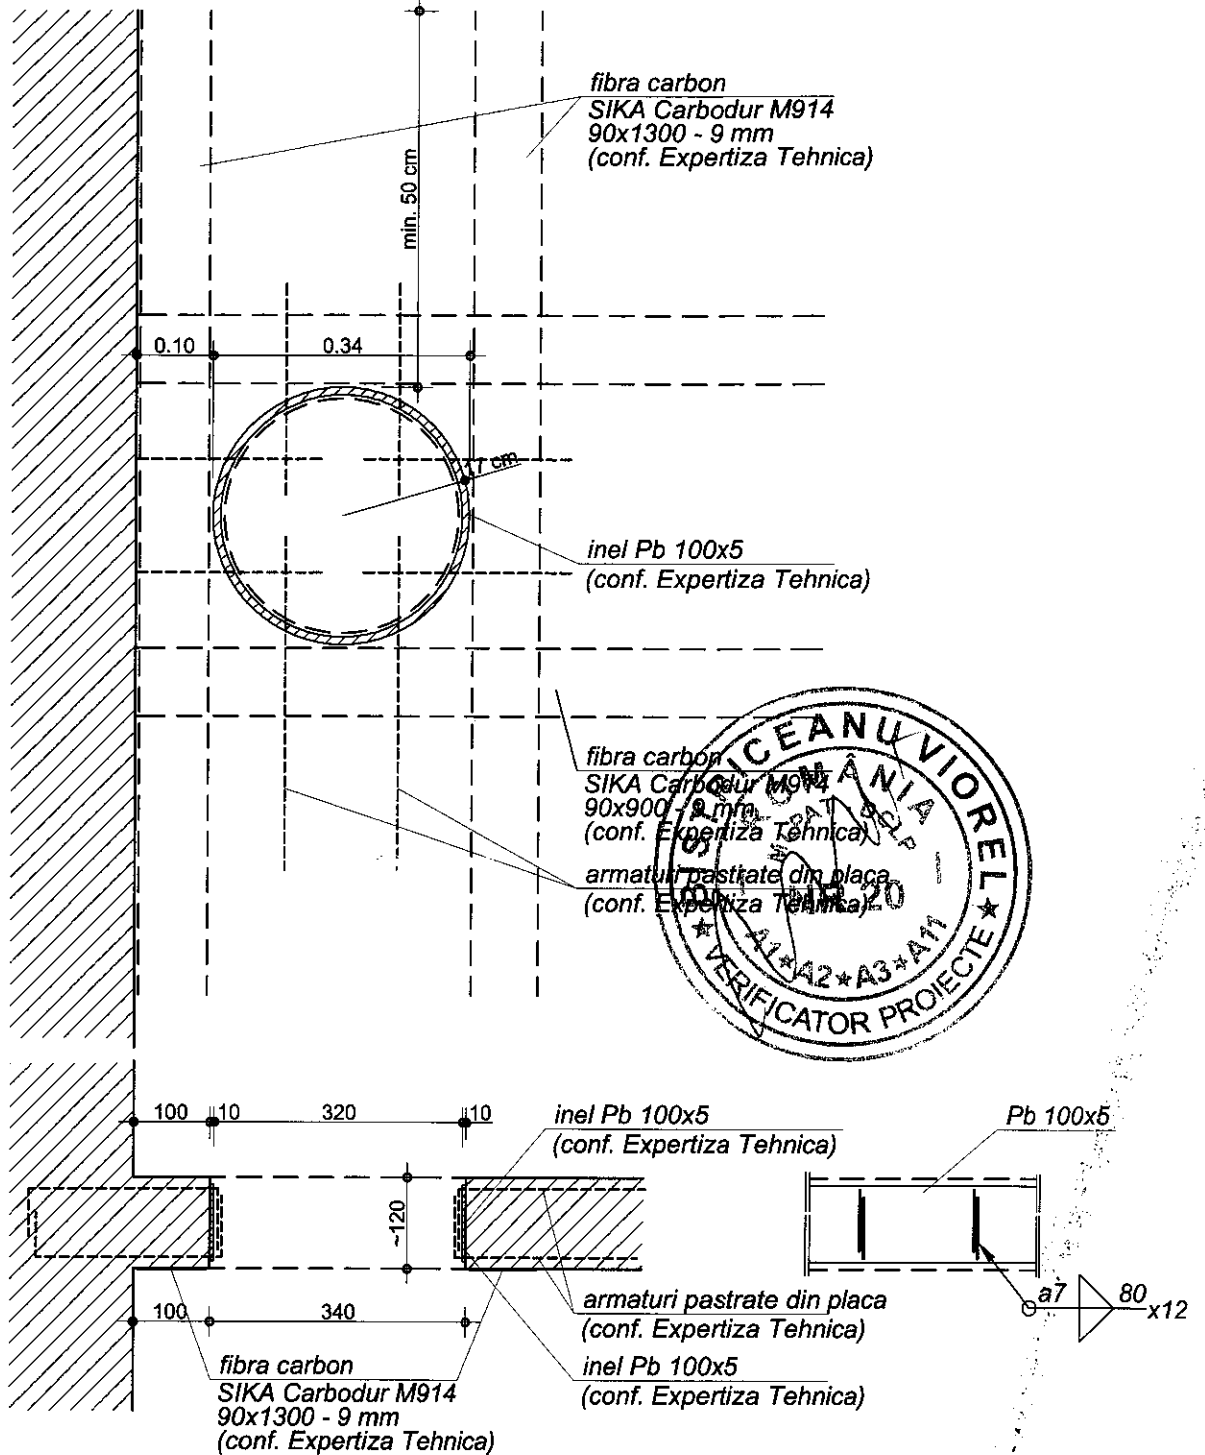 fibra carbon
SIKA Carbodur M914
90x1300 - 9 mm
(conf. Expertiza Tehnica)
min. 50 cm
0.10
0.34
17 cm
inel Pb 100x5
(conf. Expertiza Tehnica)
fibra carbon
SIKA Carbodur M914
90x900 - 9 mm
(conf. Expertiza Tehnica)
armaturi pastrate din placa
(conf. Expertiza Tehnica)
VIOREL
ROMÂNIA
NR. 20
A1★A2★A3★A11
★ VERIFICATOR PROIECTE ★
100 10 320 10
inel Pb 100x5
(conf. Expertiza Tehnica)
Pb 100x5
~120
a7 80
x12
100 340
armaturi pastrate din placa
(conf. Expertiza Tehnica)
inel Pb 100x5
(conf. Expertiza Tehnica)
fibra carbon
SIKA Carbodur M914
90x1300 - 9 mm
(conf. Expertiza Tehnica)